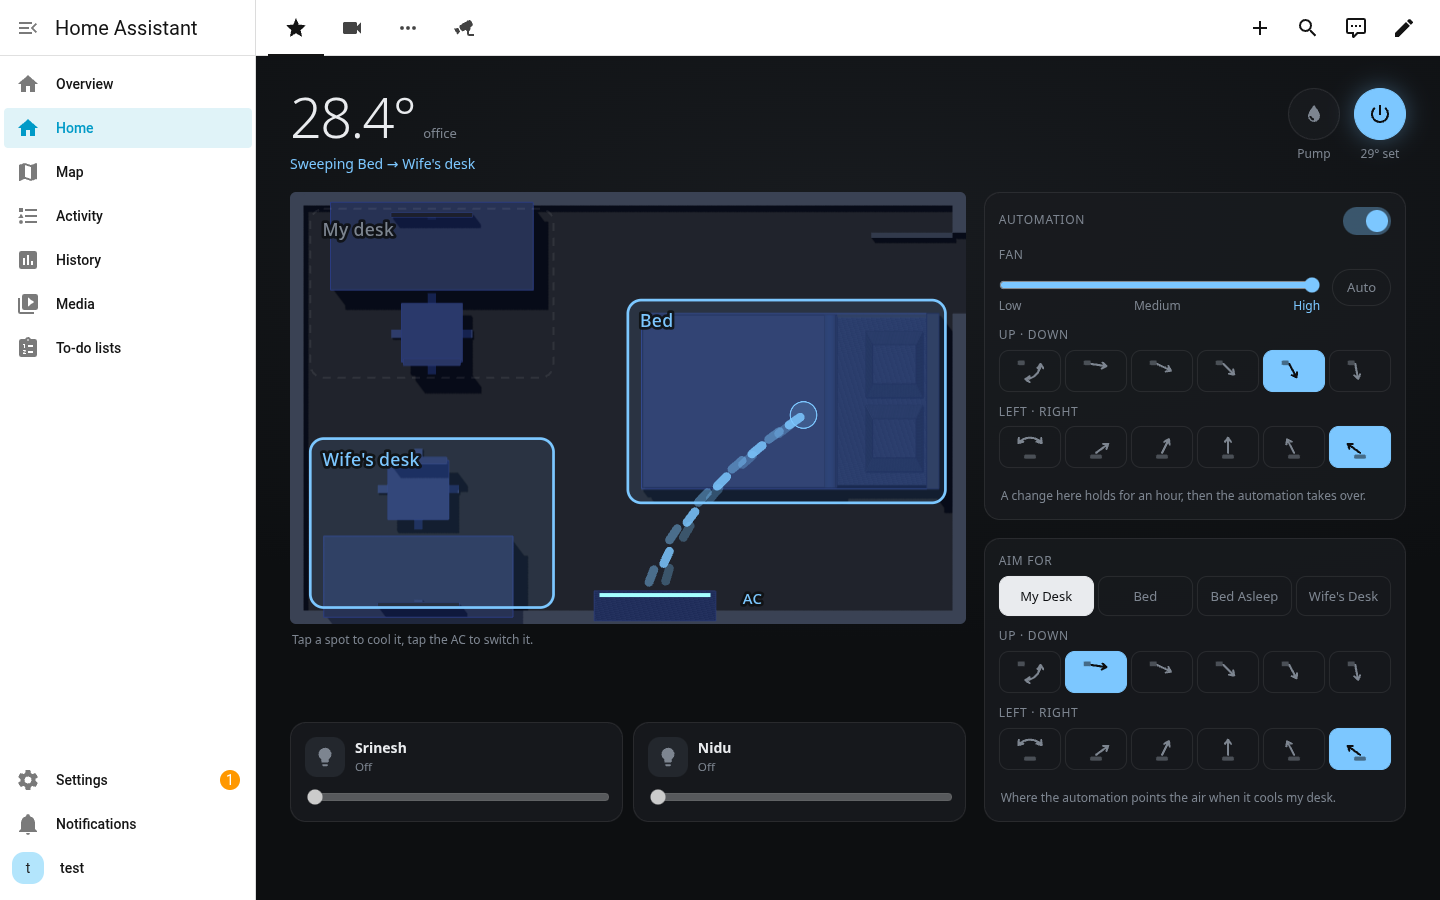 Home Assistant
Overview
Home
Map
Activity
History
Media
To-do lists
Settings 1
Notifications
t test
28.4° office
Sweeping Bed → Wife's desk
Pump
29° set
My desk
Bed
Wife's desk
AC
Tap a spot to cool it, tap the AC to switch it.
Srinesh
Off
Nidu
Off
AUTOMATION
FAN
Auto
Low Medium High
UP · DOWN
LEFT · RIGHT
A change here holds for an hour, then the automation takes over.
AIM FOR
My Desk Bed Bed Asleep Wife's Desk
UP · DOWN
LEFT · RIGHT
Where the automation points the air when it cools my desk.